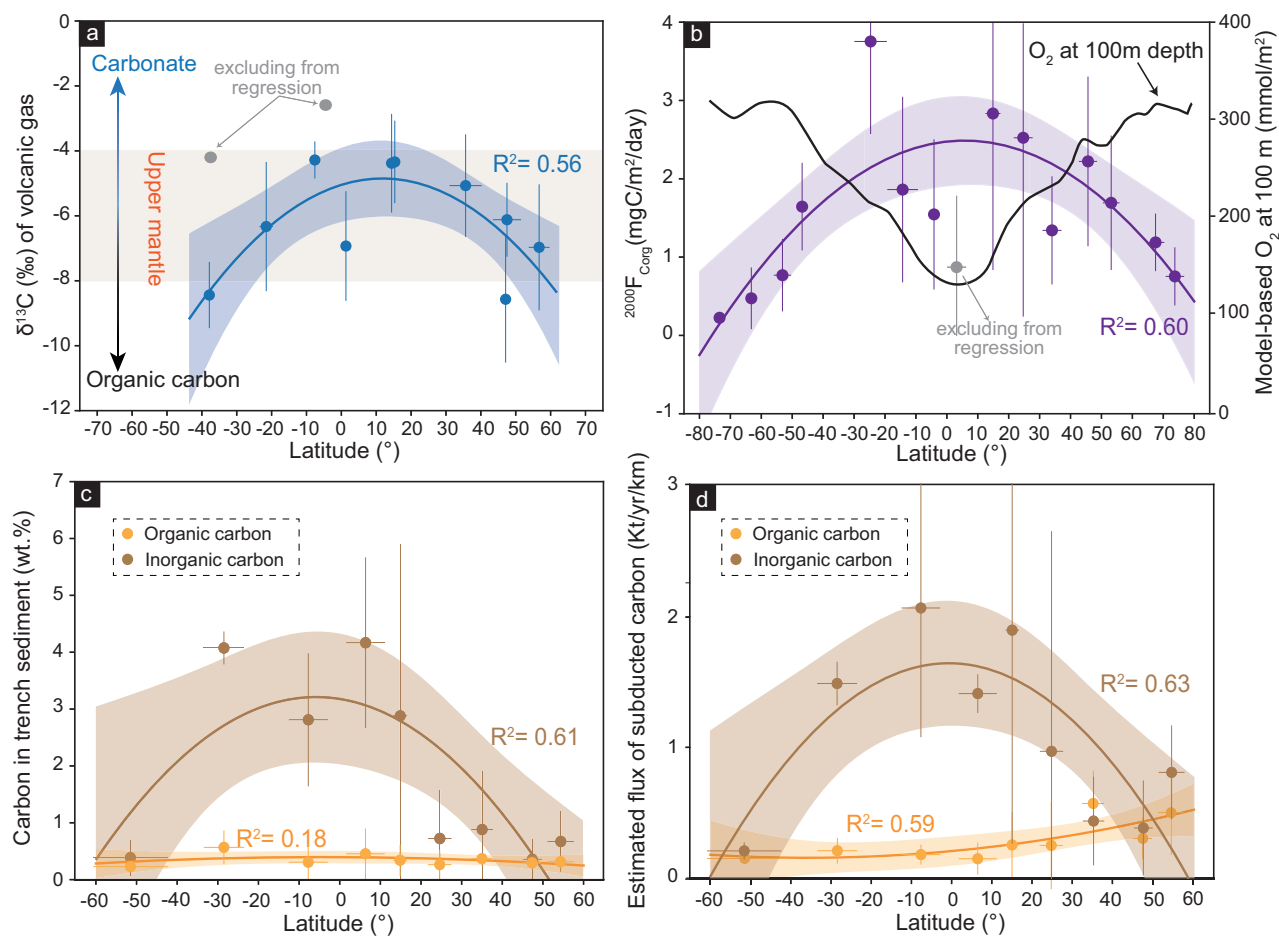 a
0
-2
-4
-6
-8
-10
-12
δ¹³C (‰) of volcanic gas
Carbonate
excluding from
regression
Upper mantle
R²= 0.56
Organic carbon
-70 -60 -50 -40 -30 -20 -10 0 10 20 30 40 50 60 70
Latitude (°)
b
4
3
2
1
0
-1
²⁰⁰⁰F_Corg(mgC/m²/day)
O₂ at 100m depth
excluding from
regression
R²= 0.60
400
300
200
100
0
Model-based O₂ at 100 m (mmol/m²)
-80 -70 -60 -50 -40 -30 -20 -10 0 10 20 30 40 50 60 70 80
Latitude (°)
c
7
6
5
4
3
2
1
0
Carbon in trench sediment (wt.%)
Organic carbon
Inorganic carbon
R²= 0.61
R²= 0.18
-60 -50 -40 -30 -20 -10 0 10 20 30 40 50 60
Latitude (°)
d
3
2
1
0
Estimated flux of subducted carbon (Kt/yr/km)
Organic carbon
Inorganic carbon
R²= 0.63
R²= 0.59
-60 -50 -40 -30 -20 -10 0 10 20 30 40 50 60
Latitude (°)